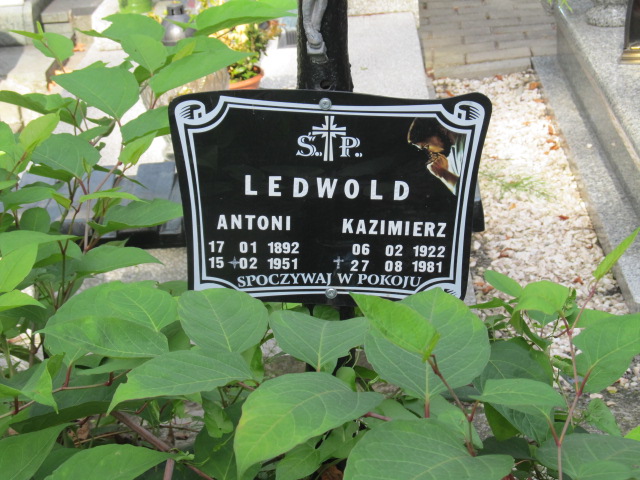 Ś. P.
LEDWOLD
ANTONI KAZIMIERZ
17 01 1892 06 02 1922
15 02 1951 27 08 1981
SPOCZYWAJ W POKOJU